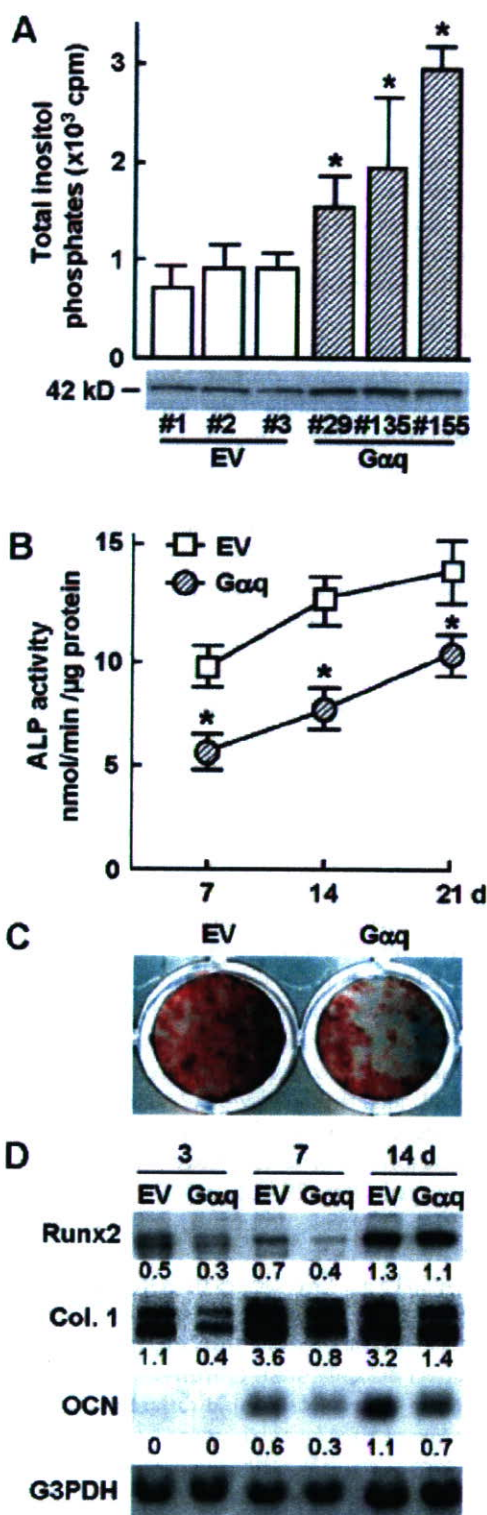 A
Total inositol
phosphates (x10³ cpm)
3
2
1
0
* * *
42 kD –
#1 #2 #3 #29 #135 #155
EV Gαq
B
ALP activity
nmol/min /µg protein
15
10
5
0
EV
Gαq
* * *
7 14 21 d
C
EV Gαq
D
3 7 14 d
EV Gαq EV Gαq EV Gαq
Runx2
0.5 0.3 0.7 0.4 1.3 1.1
Col. 1
1.1 0.4 3.6 0.8 3.2 1.4
OCN
0 0 0.6 0.3 1.1 0.7
G3PDH